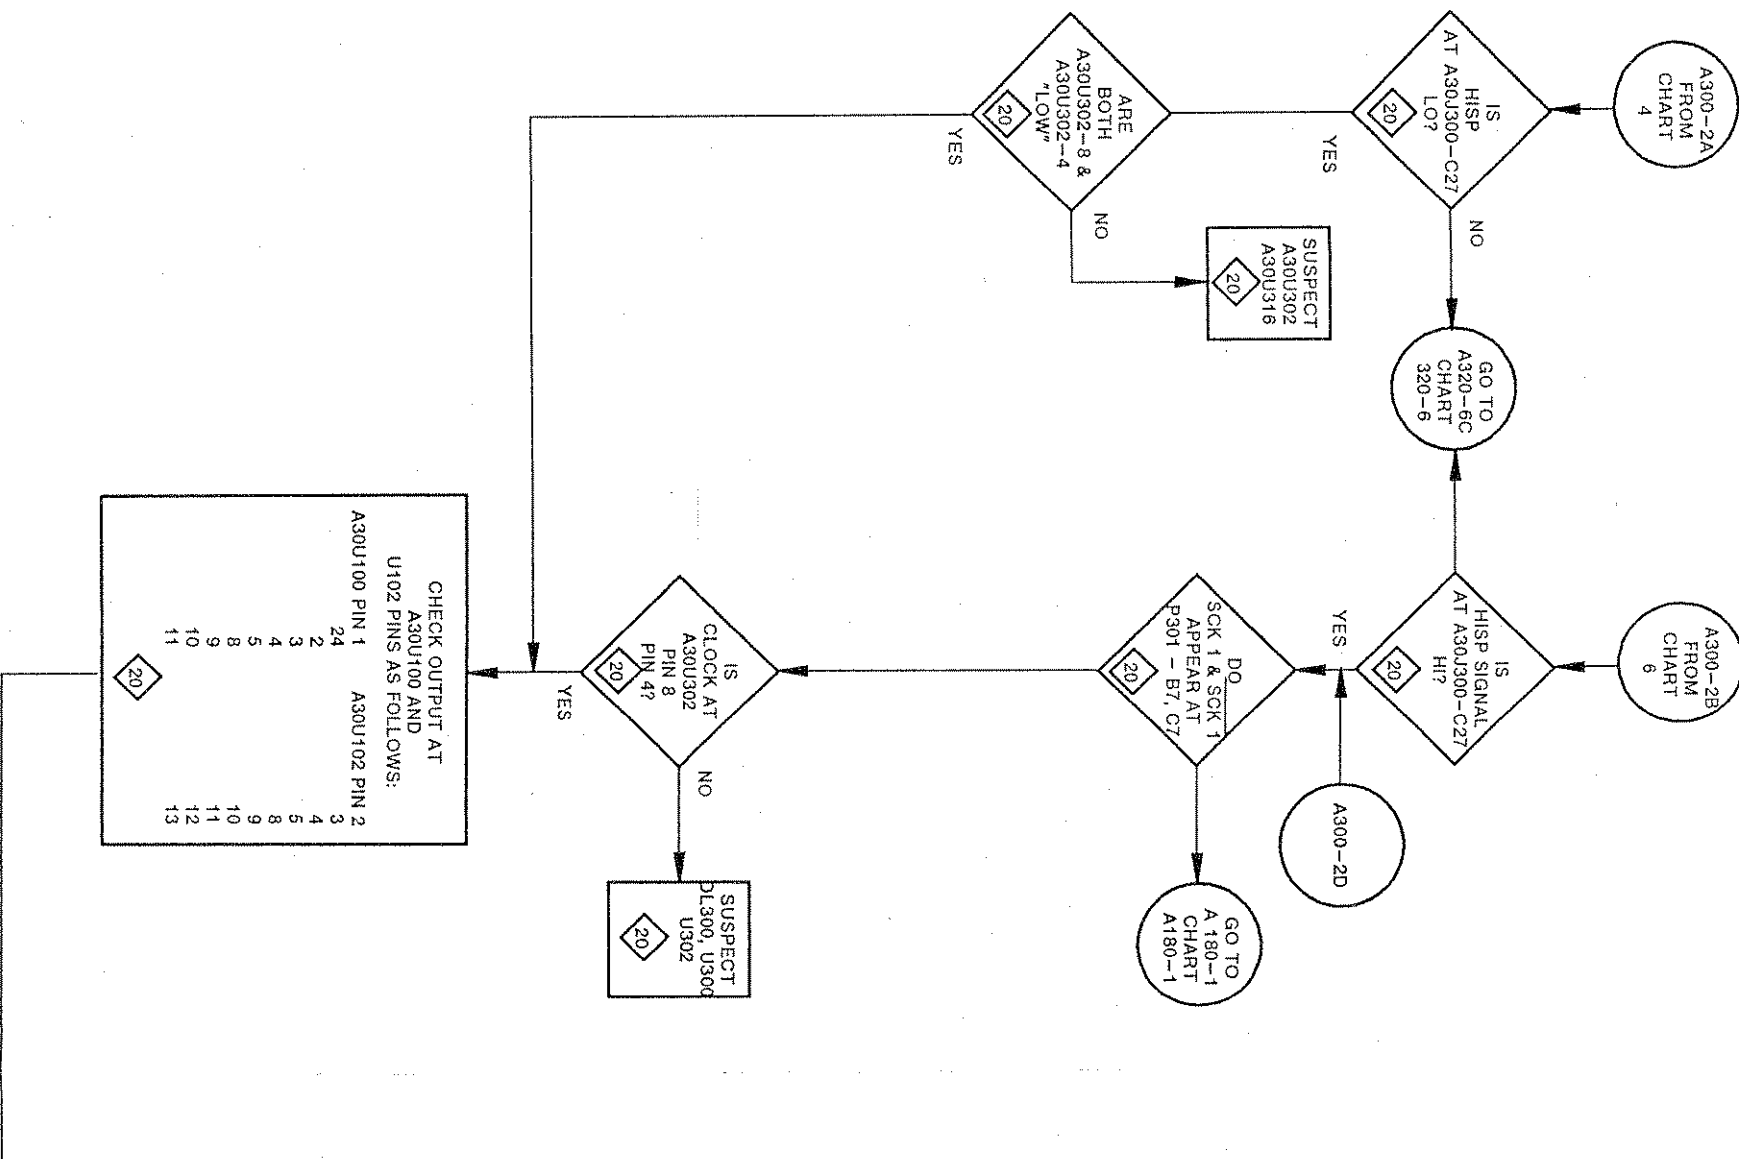 A300-2A
FROM
CHART
4
IS
HISP
AT A30J300-C27
LO?
20
NO
YES
GO TO
A320-6C
CHART
320-6
ARE
BOTH
A30U302-8 &
A30U302-4
"LOW"
20
NO
YES
SUSPECT
A30U302
A30U316
20
A300-2B
FROM
CHART
6
IS
HISP SIGNAL
AT A30J300-C27
HI?
20
YES
A300-2D
DO
SCK 1 & SCK 1
APPEAR AT
P301 - B7, C7
20
GO TO
A 180-1
CHART
A180-1
IS
CLOCK AT
A30U302
PIN 8
PIN 4?
20
NO
YES
SUSPECT
DL300, U300
U302
20
CHECK OUTPUT AT
A30U100 AND
U102 PINS AS FOLLOWS:
A30U100 PIN 1 A30U102 PIN 2
24 3
2 4
3 5
4 8
5 9
8 10
9 11
10 12
11 13
20